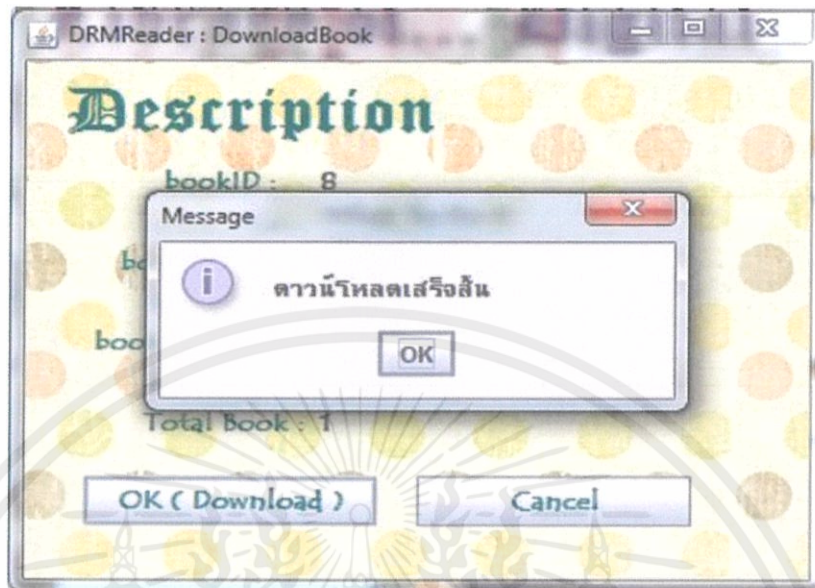 DRMReader : DownloadBook
Description
bookID : 8
Message
ดาวน์โหลดเสร็จสิ้น
OK
Total Book : 1
OK ( Download )
Cancel